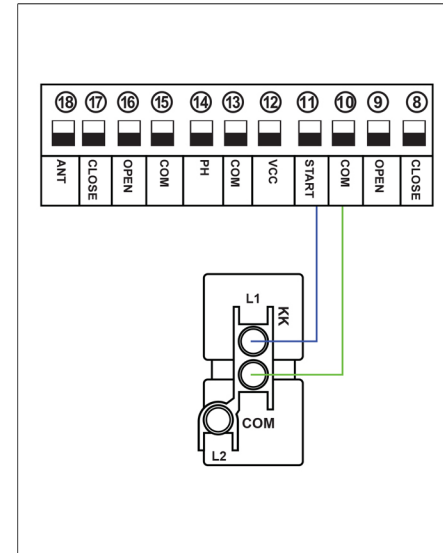 18 17 16 15 14 13 12 11 10 9 8
ANT CLOSE OPEN COM PH COM VCC START COM OPEN CLOSE
L1
KK
COM
L2